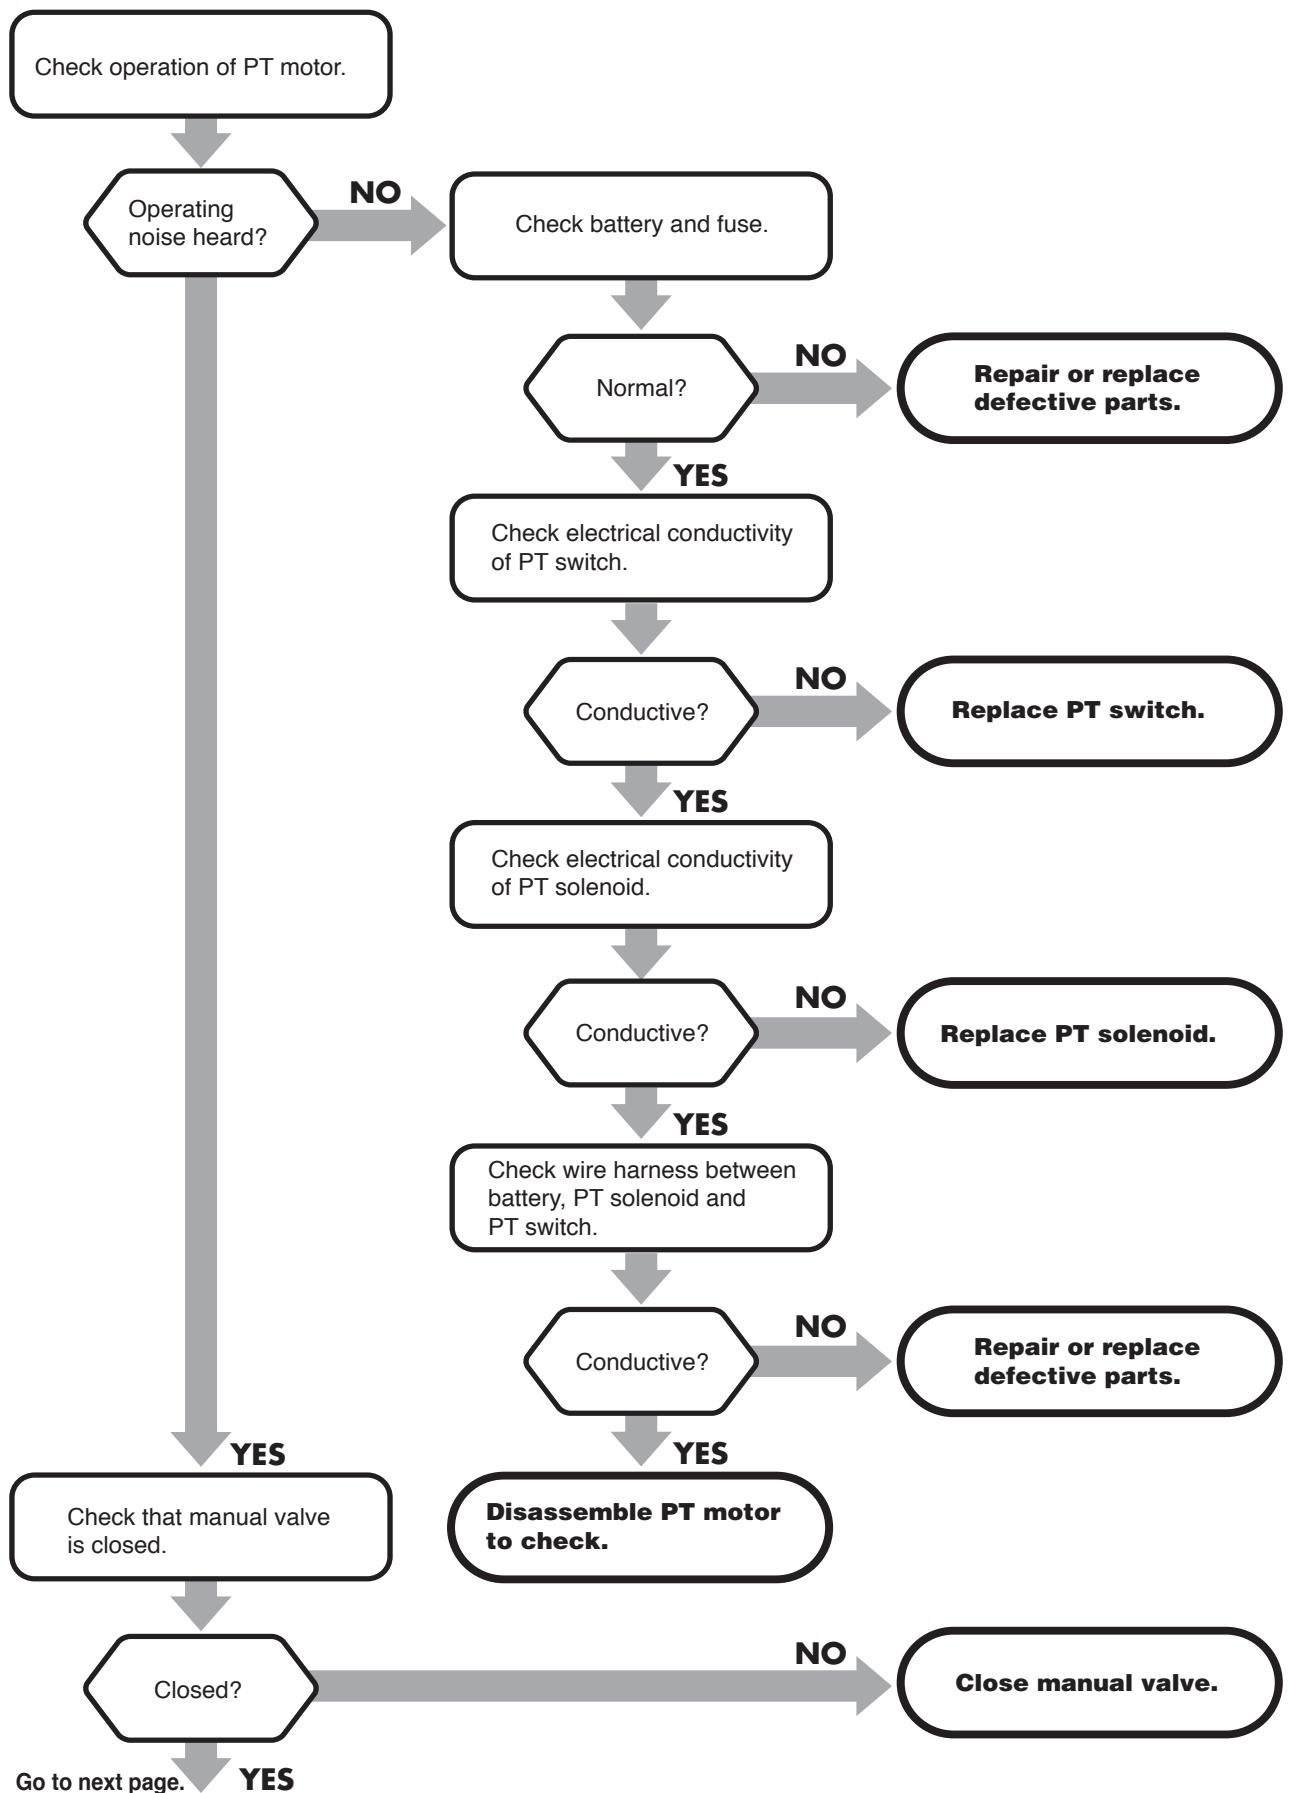 Check operation of PT motor.
Operating
noise heard?
NO
Check battery and fuse.
Normal?
NO
Repair or replace
defective parts.
YES
Check electrical conductivity
of PT switch.
Conductive?
NO
Replace PT switch.
YES
Check electrical conductivity
of PT solenoid.
Conductive?
NO
Replace PT solenoid.
YES
Check wire harness between
battery, PT solenoid and
PT switch.
Conductive?
NO
Repair or replace
defective parts.
YES
Disassemble PT motor
to check.
YES
Check that manual valve
is closed.
Closed?
NO
Close manual valve.
YES
Go to next page.